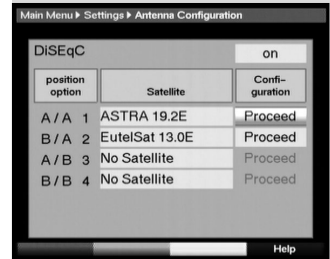 Main Menu ▸ Settings ▸ Antenna Configuration
DiSEqC on
position option Satellite Confi-guration
A / A 1 ASTRA 19.2E Proceed
B / A 2 EutelSat 13.0E Proceed
A / B 3 No Satellite Proceed
B / B 4 No Satellite Proceed
Help